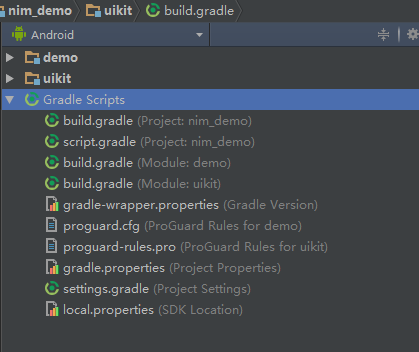 nim_demo uikit build.gradle
Android
demo
uikit
Gradle Scripts
build.gradle (Project: nim_demo)
script.gradle (Project: nim_demo)
build.gradle (Module: demo)
build.gradle (Module: uikit)
gradle-wrapper.properties (Gradle Version)
proguard.cfg (ProGuard Rules for demo)
proguard-rules.pro (ProGuard Rules for uikit)
gradle.properties (Project Properties)
settings.gradle (Project Settings)
local.properties (SDK Location)